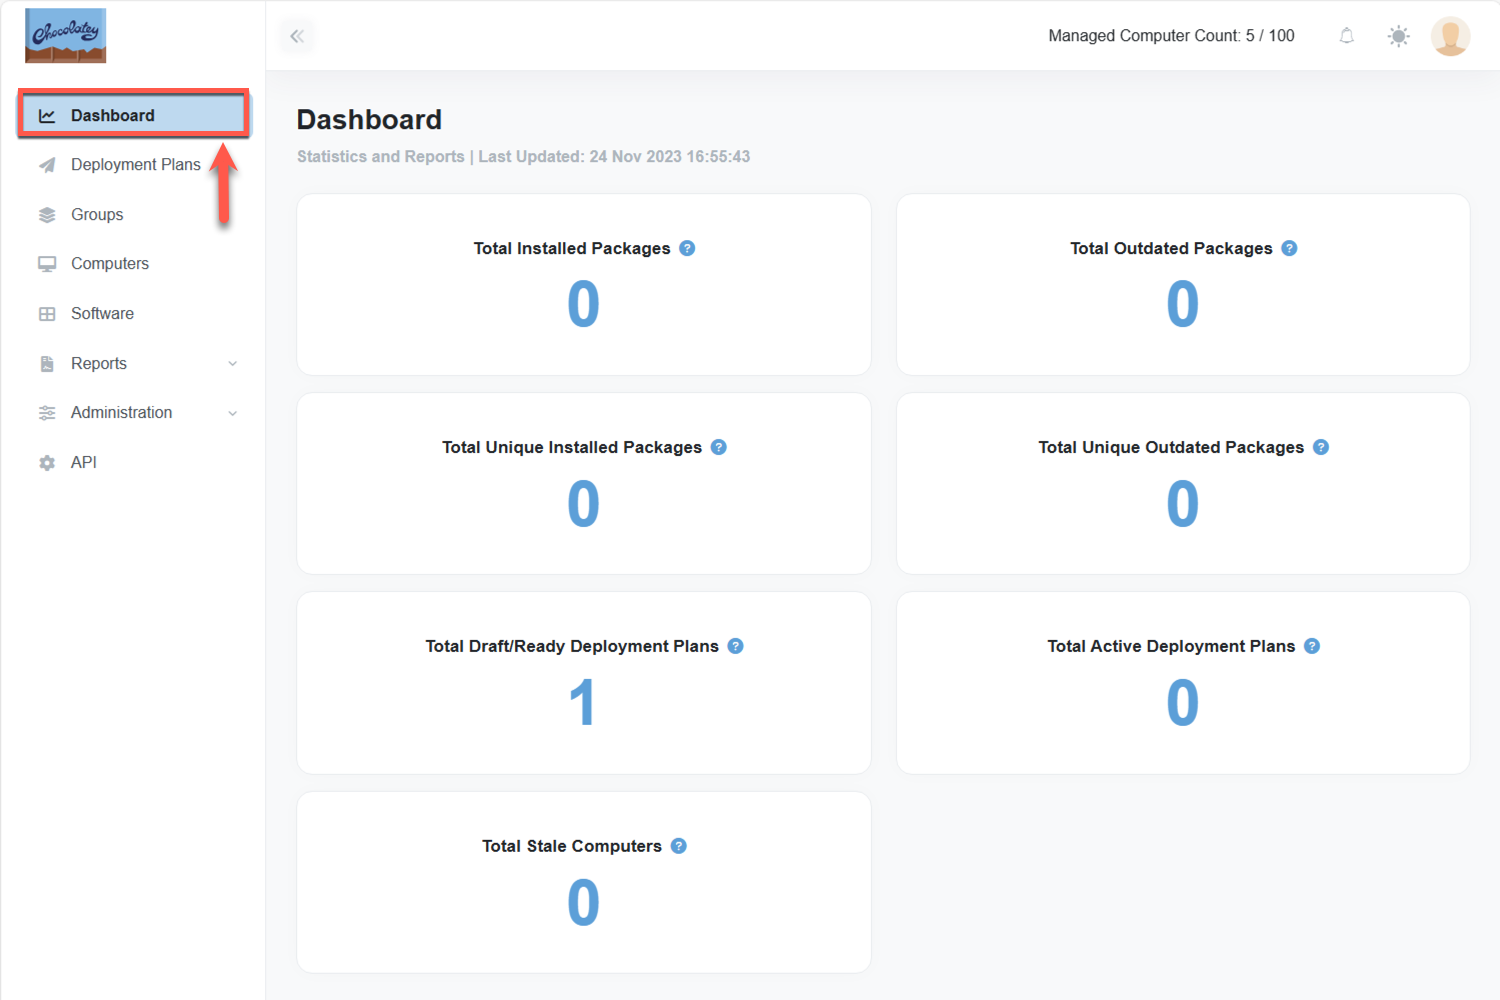 Chocolatey
Managed Computer Count: 5 / 100
Dashboard
Deployment Plans
Groups
Computers
Software
Reports
Administration
API
Dashboard
Statistics and Reports | Last Updated: 24 Nov 2023 16:55:43
Total Installed Packages ?
0
Total Outdated Packages ?
0
Total Unique Installed Packages ?
0
Total Unique Outdated Packages ?
0
Total Draft/Ready Deployment Plans ?
1
Total Active Deployment Plans ?
0
Total Stale Computers ?
0